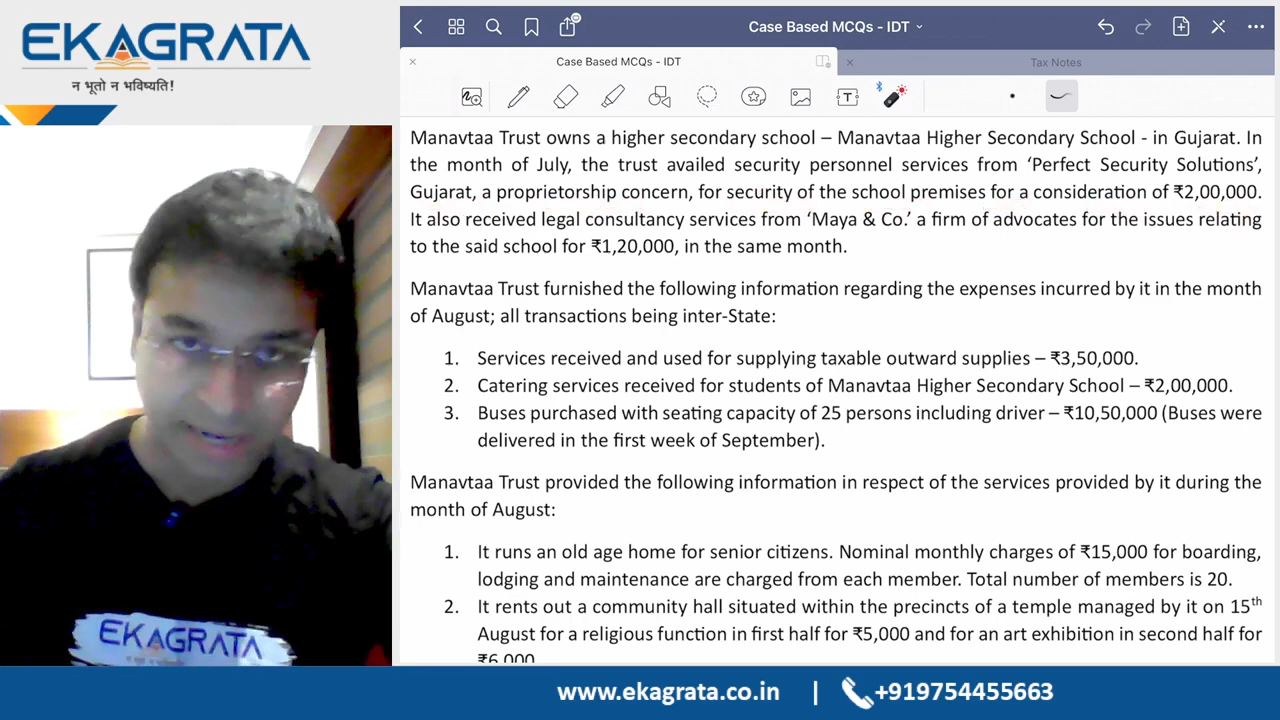 EKAGRATA
न भूतो न भविष्यति!
Case Based MCQs - IDT
Case Based MCQs - IDT
Tax Notes
Manavtaa Trust owns a higher secondary school – Manavtaa Higher Secondary School - in Gujarat. In
the month of July, the trust availed security personnel services from ‘Perfect Security Solutions’,
Gujarat, a proprietorship concern, for security of the school premises for a consideration of ₹2,00,000.
It also received legal consultancy services from ‘Maya & Co.’ a firm of advocates for the issues relating
to the said school for ₹1,20,000, in the same month.
Manavtaa Trust furnished the following information regarding the expenses incurred by it in the month
of August; all transactions being inter-State:
1. Services received and used for supplying taxable outward supplies – ₹3,50,000.
2. Catering services received for students of Manavtaa Higher Secondary School – ₹2,00,000.
3. Buses purchased with seating capacity of 25 persons including driver – ₹10,50,000 (Buses were
delivered in the first week of September).
Manavtaa Trust provided the following information in respect of the services provided by it during the
month of August:
1. It runs an old age home for senior citizens. Nominal monthly charges of ₹15,000 for boarding,
lodging and maintenance are charged from each member. Total number of members is 20.
2. It rents out a community hall situated within the precincts of a temple managed by it on 15th
August for a religious function in first half for ₹5,000 and for an art exhibition in second half for
₹6,000
EKAGRATA
www.ekagrata.co.in | +919754455663